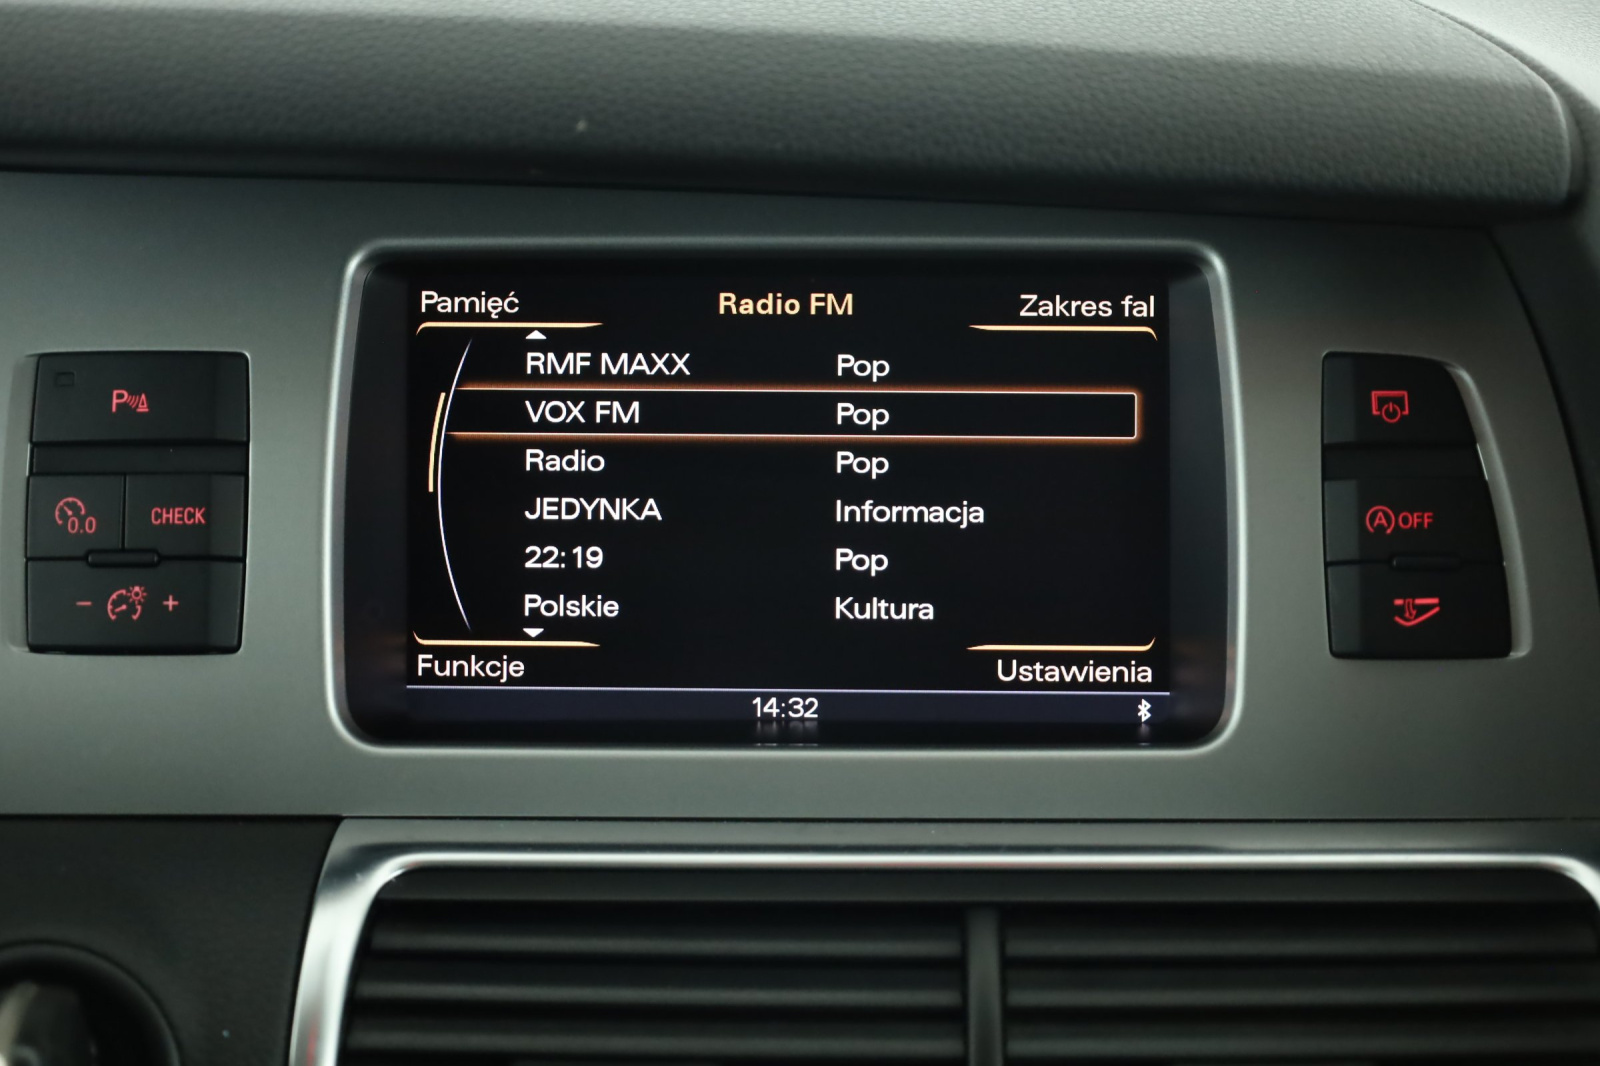 Pamięć Radio FM Zakres fal
RMF MAXX Pop
VOX FM Pop
Radio Pop
JEDYNKA Informacja
22:19 Pop
Polskie Kultura
Funkcje Ustawienia
14:32
P
0.0 CHECK
- +
A OFF